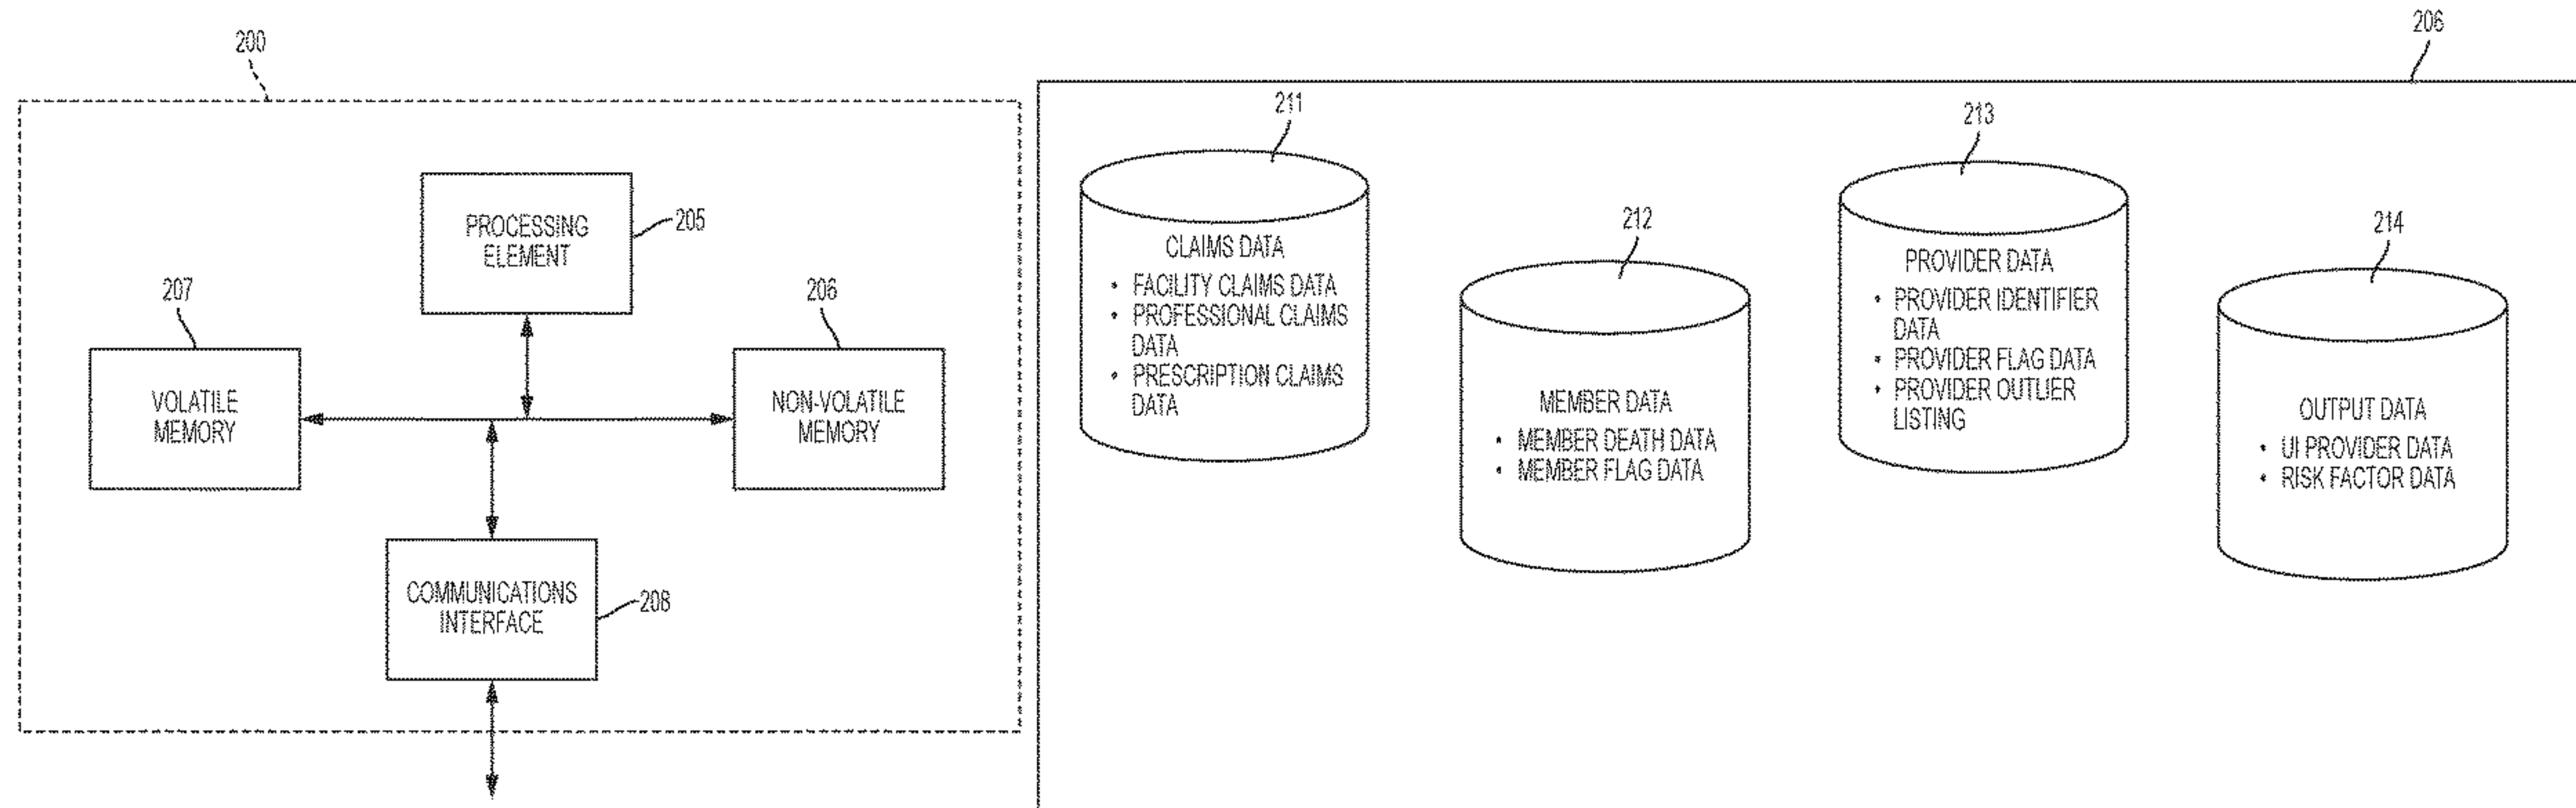 200
PROCESSING
ELEMENT
205
207
VOLATILE
MEMORY
206
NON-VOLATILE
MEMORY
COMMUNICATIONS
INTERFACE
208
206
211
CLAIMS DATA
• FACILITY CLAIMS DATA
• PROFESSIONAL CLAIMS
DATA
• PRESCRIPTION CLAIMS
DATA
212
MEMBER DATA
• MEMBER DEATH DATA
• MEMBER FLAG DATA
213
PROVIDER DATA
• PROVIDER IDENTIFIER
DATA
• PROVIDER FLAG DATA
• PROVIDER OUTLIER
LISTING
214
OUTPUT DATA
• UI PROVIDER DATA
• RISK FACTOR DATA